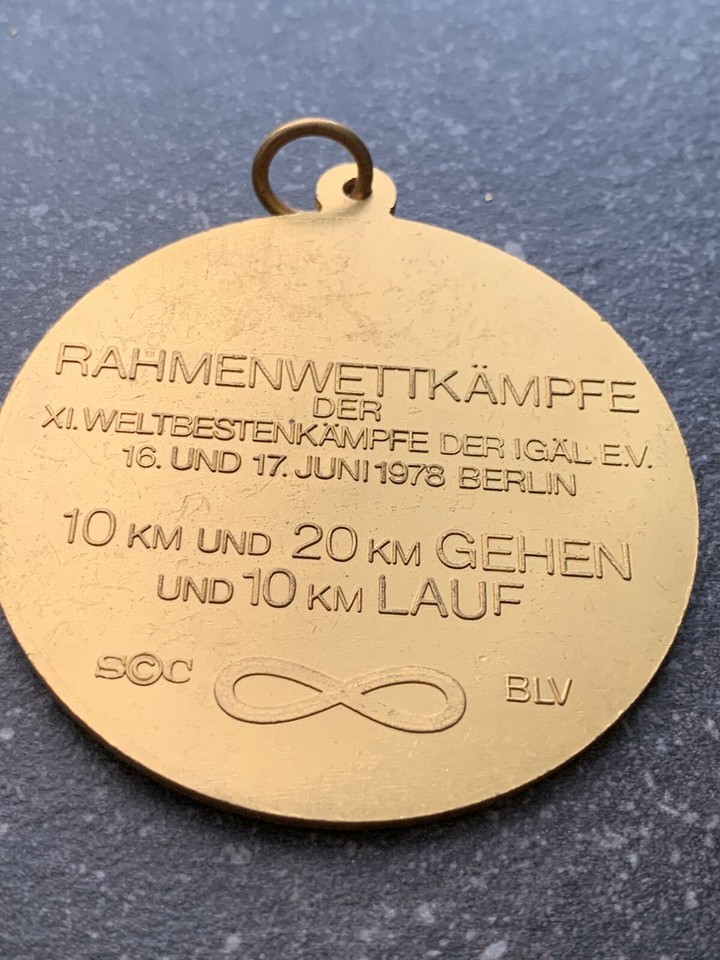 RAHMENWETTKÄMPFE
DER
XI. WELTBESTENKÄMPFE DER IGÄL E.V.
16. UND 17. JUNI 1978 BERLIN
10 KM UND 20 KM GEHEN
UND 10 KM LAUF
S©C BLV